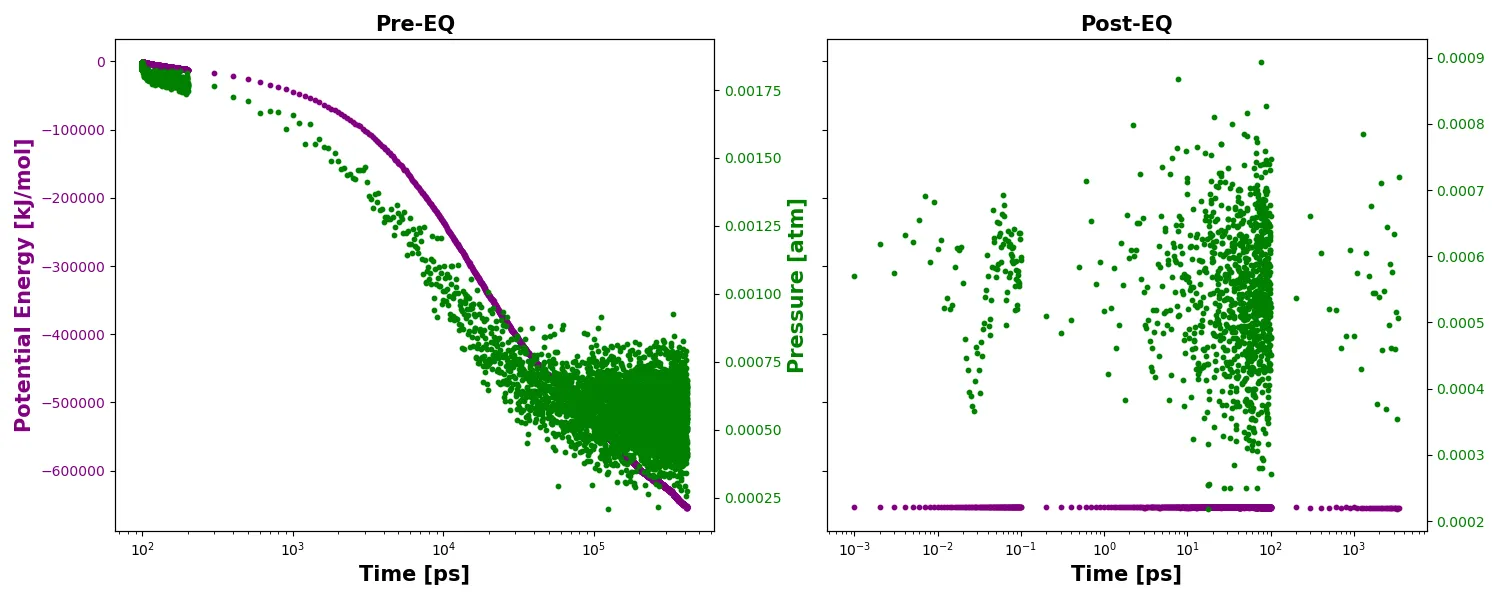 Pre-EQ
Post-EQ
Potential Energy [kJ/mol]
0
−100000
−200000
−300000
−400000
−500000
−600000
0.00175
0.00150
0.00125
0.00100
0.00075
0.00050
0.00025
10² 10³ 10⁴ 10⁵
Time [ps]
Pressure [atm]
0.0009
0.0008
0.0007
0.0006
0.0005
0.0004
0.0003
0.0002
10⁻³ 10⁻² 10⁻¹ 10⁰ 10¹ 10² 10³
Time [ps]